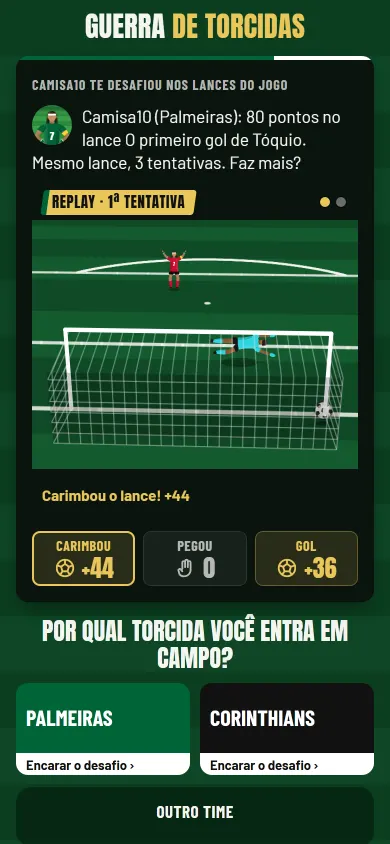 GUERRA DE TORCIDAS
CAMISA10 TE DESAFIOU NOS LANCES DO JOGO
Camisa10 (Palmeiras): 80 pontos no
lance O primeiro gol de Tóquio.
Mesmo lance, 3 tentativas. Faz mais?
REPLAY · 1ª TENTATIVA
Carimbou o lance! +44
CARIMBOU
+44
PEGOU
0
GOL
+36
POR QUAL TORCIDA VOCÊ ENTRA EM
CAMPO?
PALMEIRAS
Encarar o desafio ›
CORINTHIANS
Encarar o desafio ›
OUTRO TIME